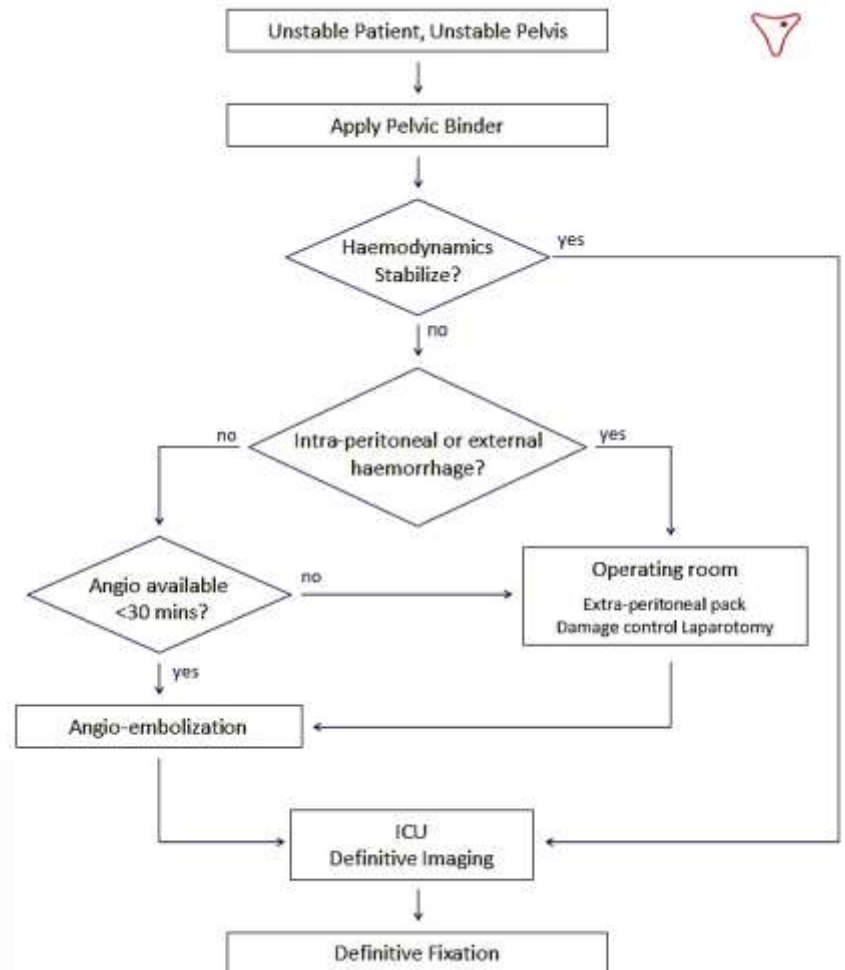 Unstable Patient, Unstable Pelvis
Apply Pelvic Binder
Haemodynamics
Stabilize?
yes
no
Intra-peritoneal or external
haemorrhage?
no
yes
Angio available
<30 mins?
no
yes
Operating room
Extra-peritoneal pack
Damage control Laparotomy
Angio-embolization
ICU
Definitive Imaging
Definitive Fixation